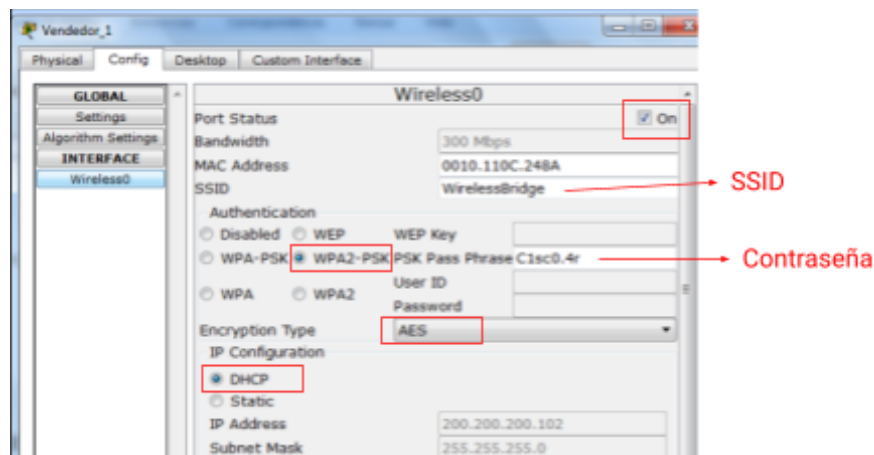 Vendedor_1
Physical Config Desktop Custom Interface
GLOBAL
Settings
Algorithm Settings
INTERFACE
Wireless0
Wireless0
Port Status On
Bandwidth 300 Mbps
MAC Address 0010.110C.248A
SSID WirelessBridge
SSID
Authentication
Disabled WEP WEP Key
WPA-PSK WPA2-PSK PSK Pass Phrase C1sc0.4r
Contraseña
WPA WPA2 User ID
Password
Encryption Type AES
IP Configuration
DHCP
Static
IP Address 200.200.200.102
Subnet Mask 255.255.255.0